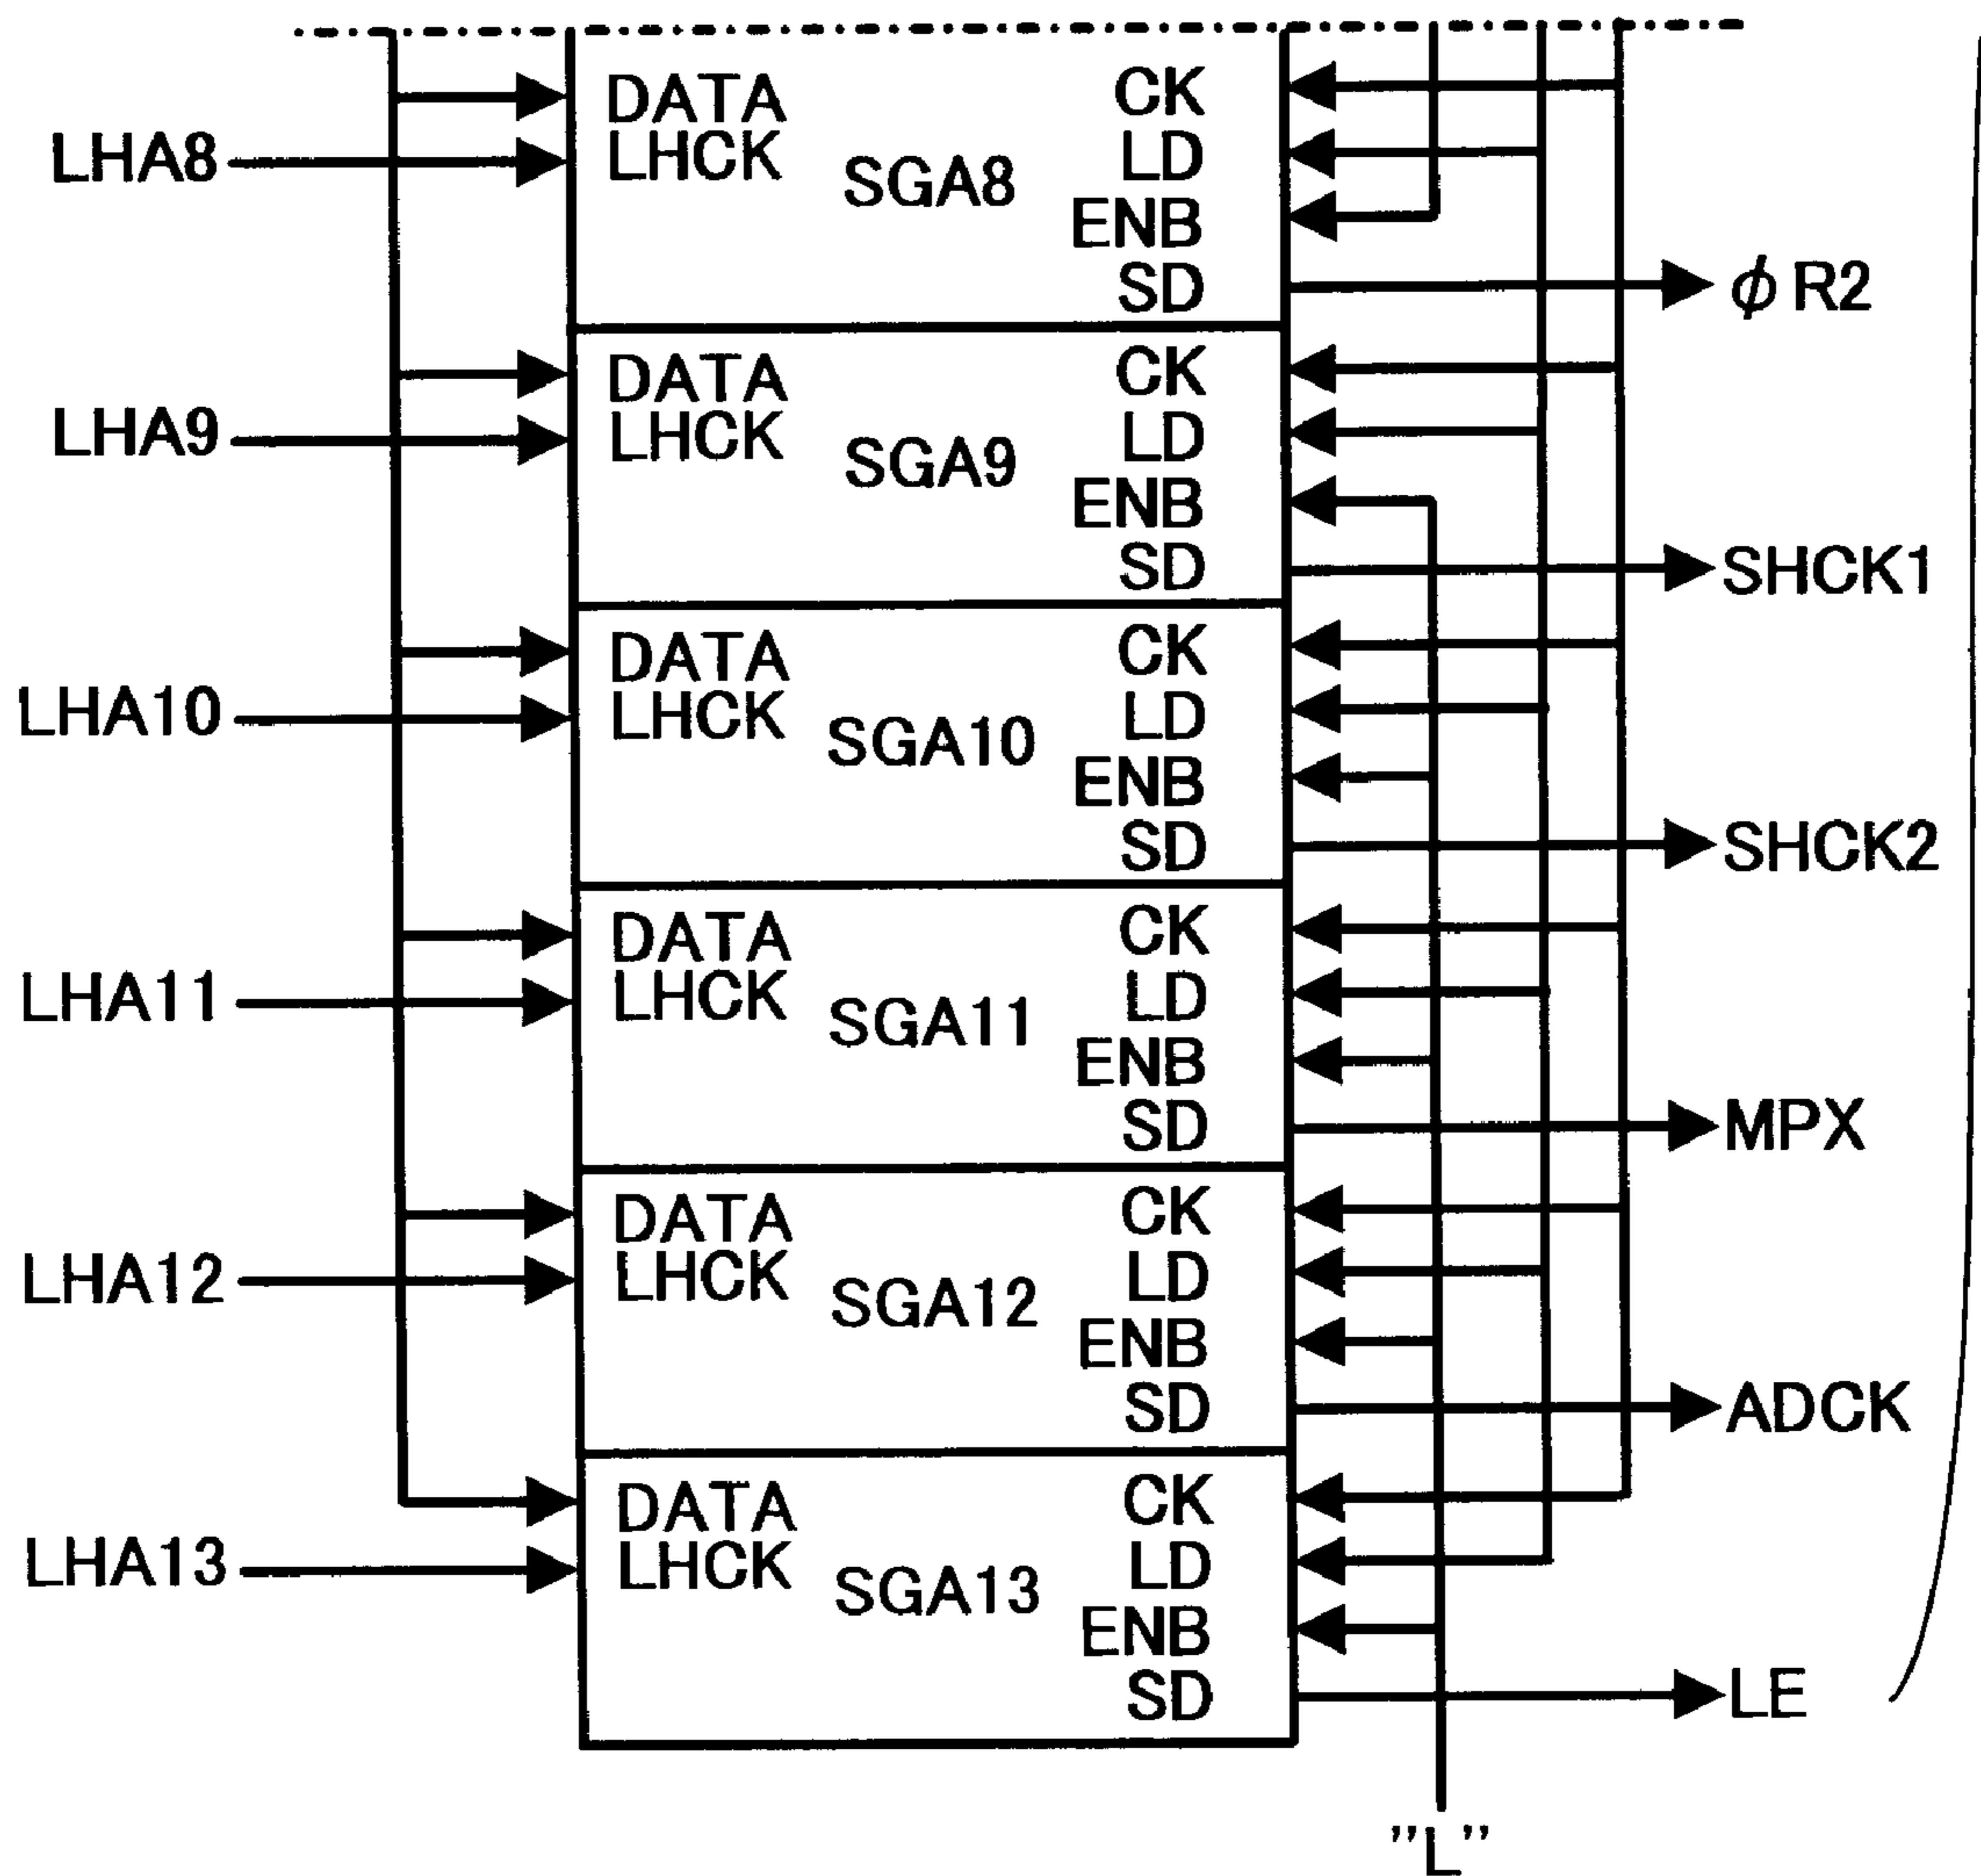 DATA CK
LHA8 LHCK SGA8 LD
ENB
SD ϕR2
DATA CK
LHA9 LHCK SGA9 LD
ENB
SD SHCK1
DATA CK
LHA10 LHCK SGA10 LD
ENB
SD SHCK2
DATA CK
LHA11 LHCK SGA11 LD
ENB
SD MPX
DATA CK
LHA12 LHCK SGA12 LD
ENB
SD ADCK
DATA CK
LHA13 LHCK SGA13 LD
ENB
SD LE
"L"